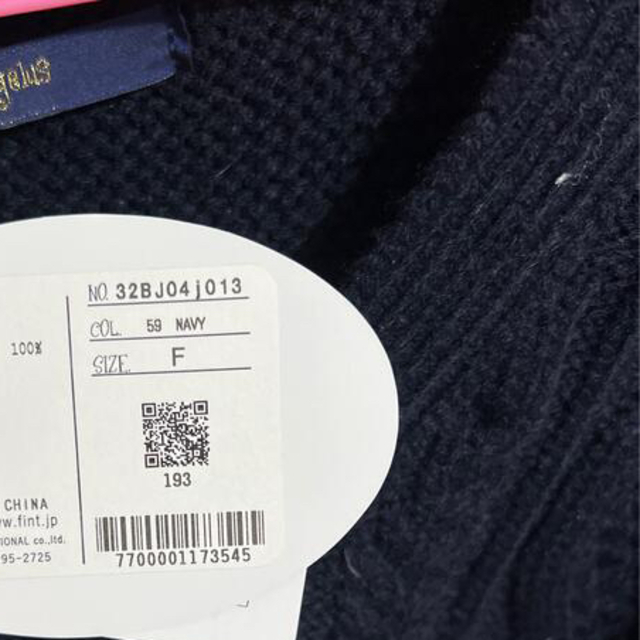 NO. 32BJ04j013
COL. 59 NAVY
SIZE. F
100%
193
CHINA
w.fint.jp
IONAL co.,ltd.
95-2725
7700001173545